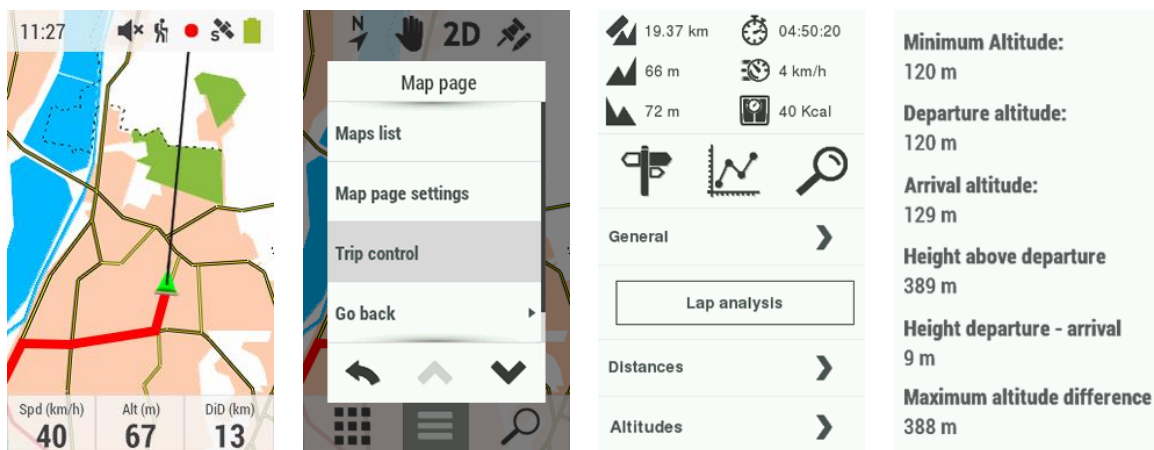 11:27
Spd (km/h)
Alt (m)
DiD (km)
40
67
13
N
2D
Map page
Maps list
Map page settings
Trip control
Go back
19.37 km
04:50:20
66 m
4 km/h
72 m
40 Kcal
General
Lap analysis
Distances
Altitudes
Minimum Altitude:
120 m
Departure altitude:
120 m
Arrival altitude:
129 m
Height above departure
389 m
Height departure - arrival
9 m
Maximum altitude difference
388 m